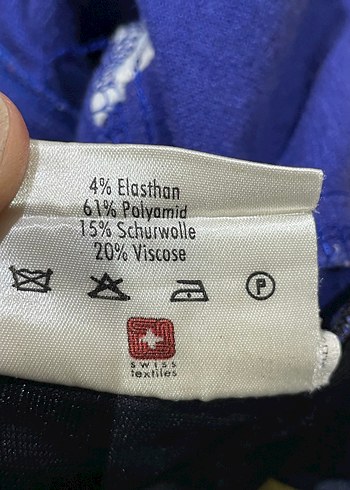 4% Elasthan
61% Polyamid
15% Schurwolle
20% Viscose
P
swiss
textiles